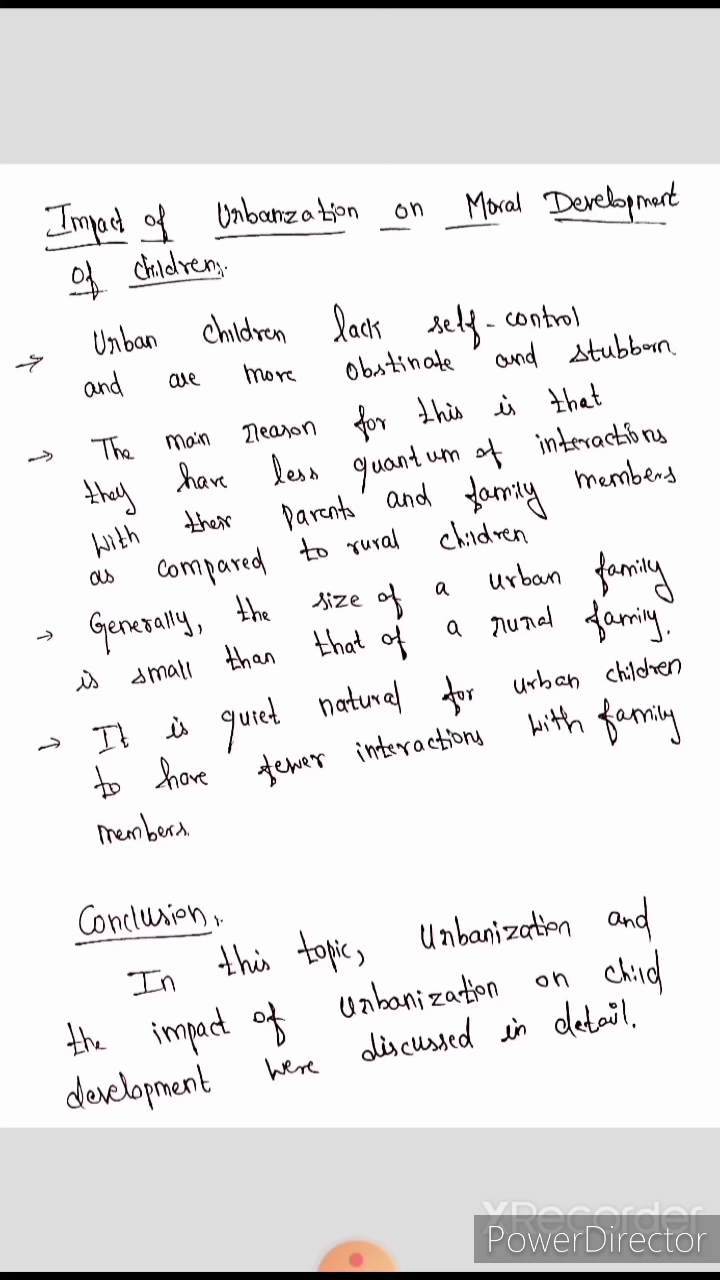 Impact of Urbanzation on Moral Development
of children:
→ Urban children lack self-control
and are more obstinate and stubborn
→ The main reason for this is that
they have less quantum of interactions
With their parents and family members
as compared to rural children
→ Generally, the size of a urban family
is small than that of a rural family.
→ It is quiet natural for urban children
to have fewer interactions with family
members.
Conclusion:
In this topic, Urbanization and
the impact of urbanization on child
development were discussed in detail.
XRecorder
PowerDirector